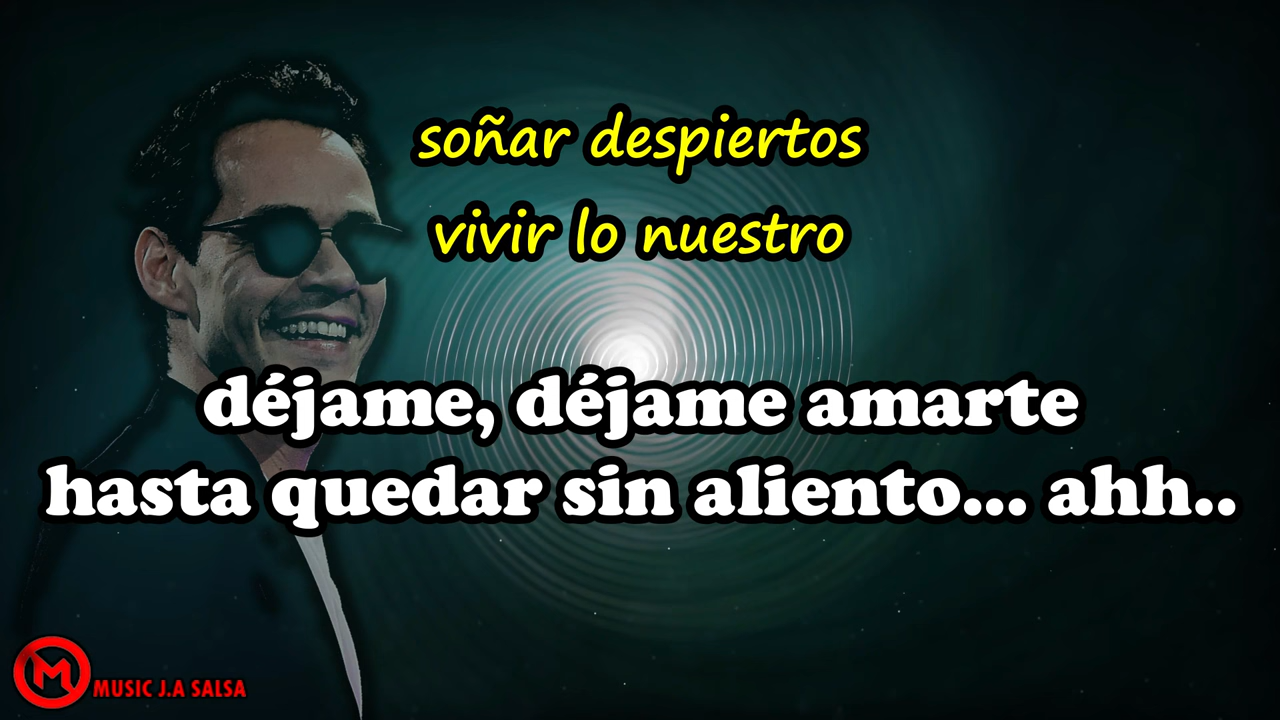 soñar despiertos
vivir lo nuestro
déjame, déjame amarte
hasta quedar sin aliento... ahh..
M MUSIC J.A SALSA